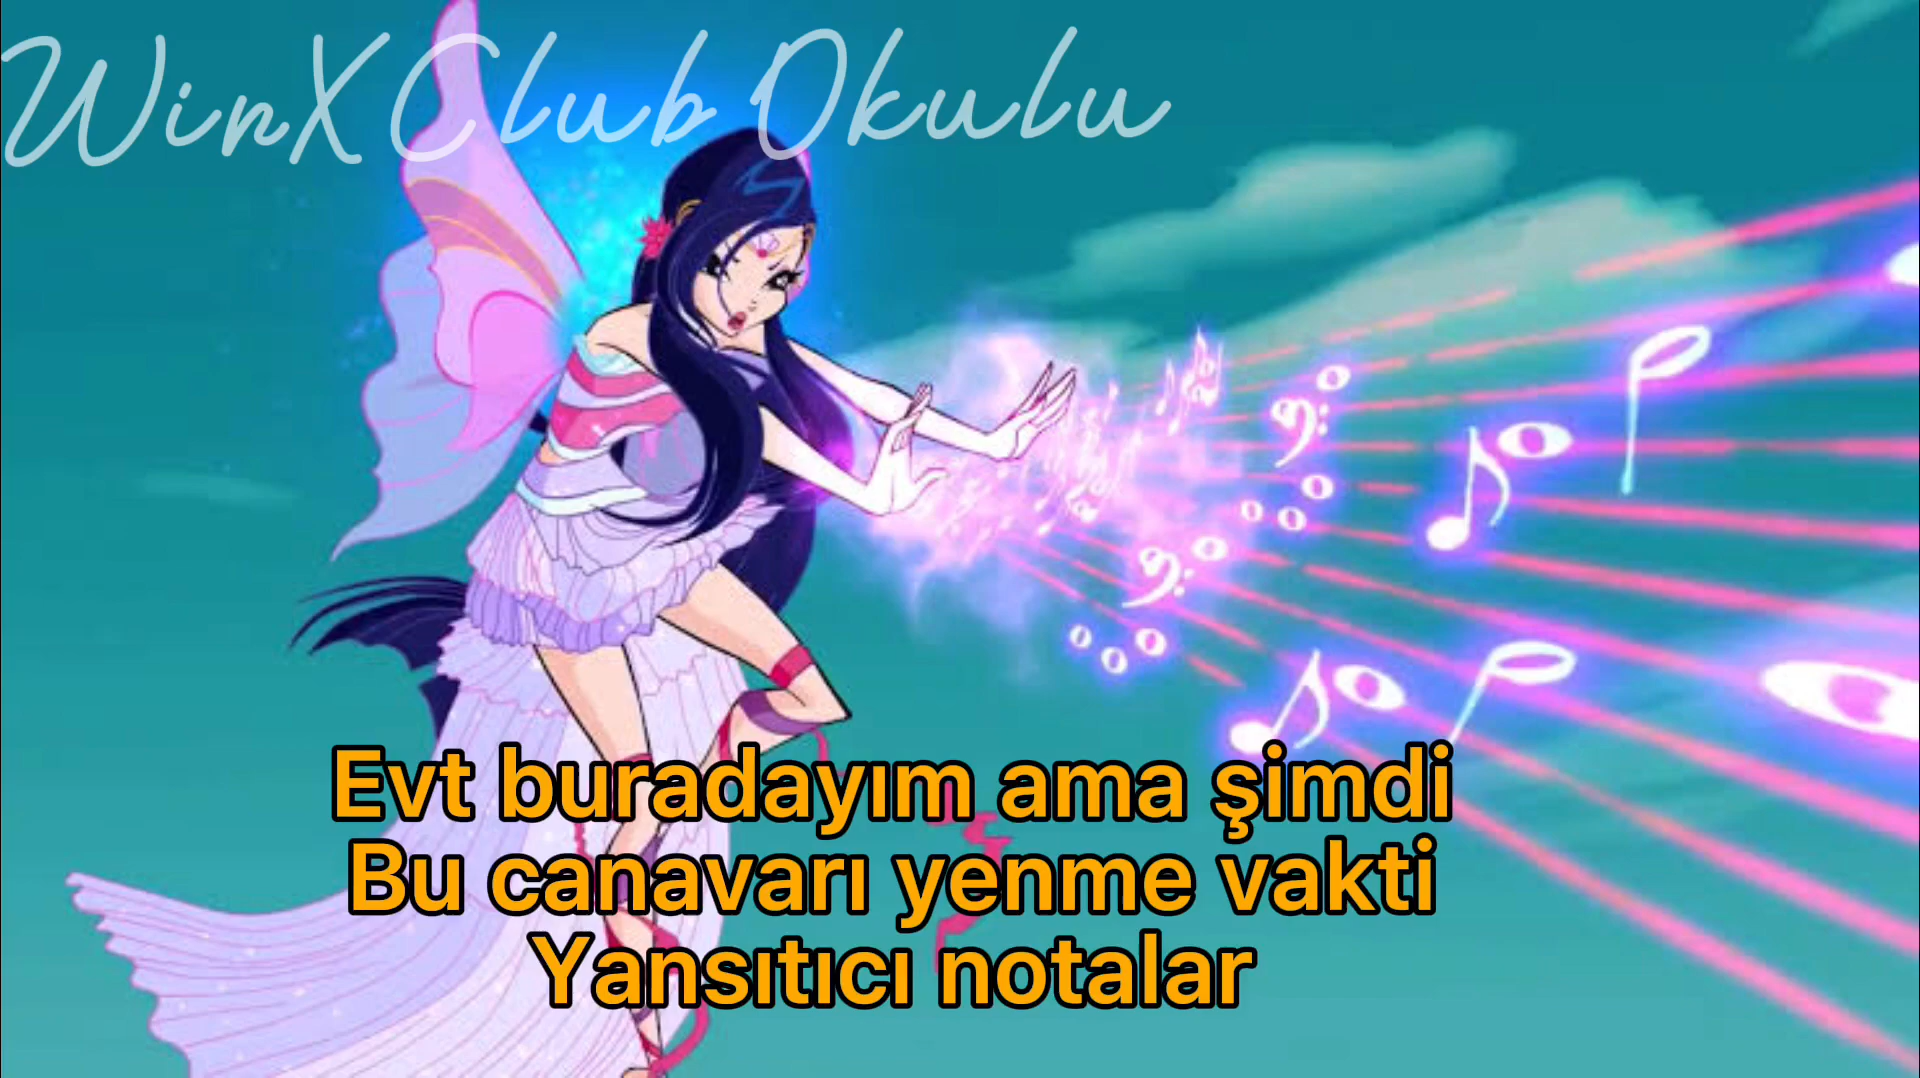 WinX Club Okulu
Evt buradayım ama şimdi
Bu canavarı yenme vakti
Yansıtıcı notalar